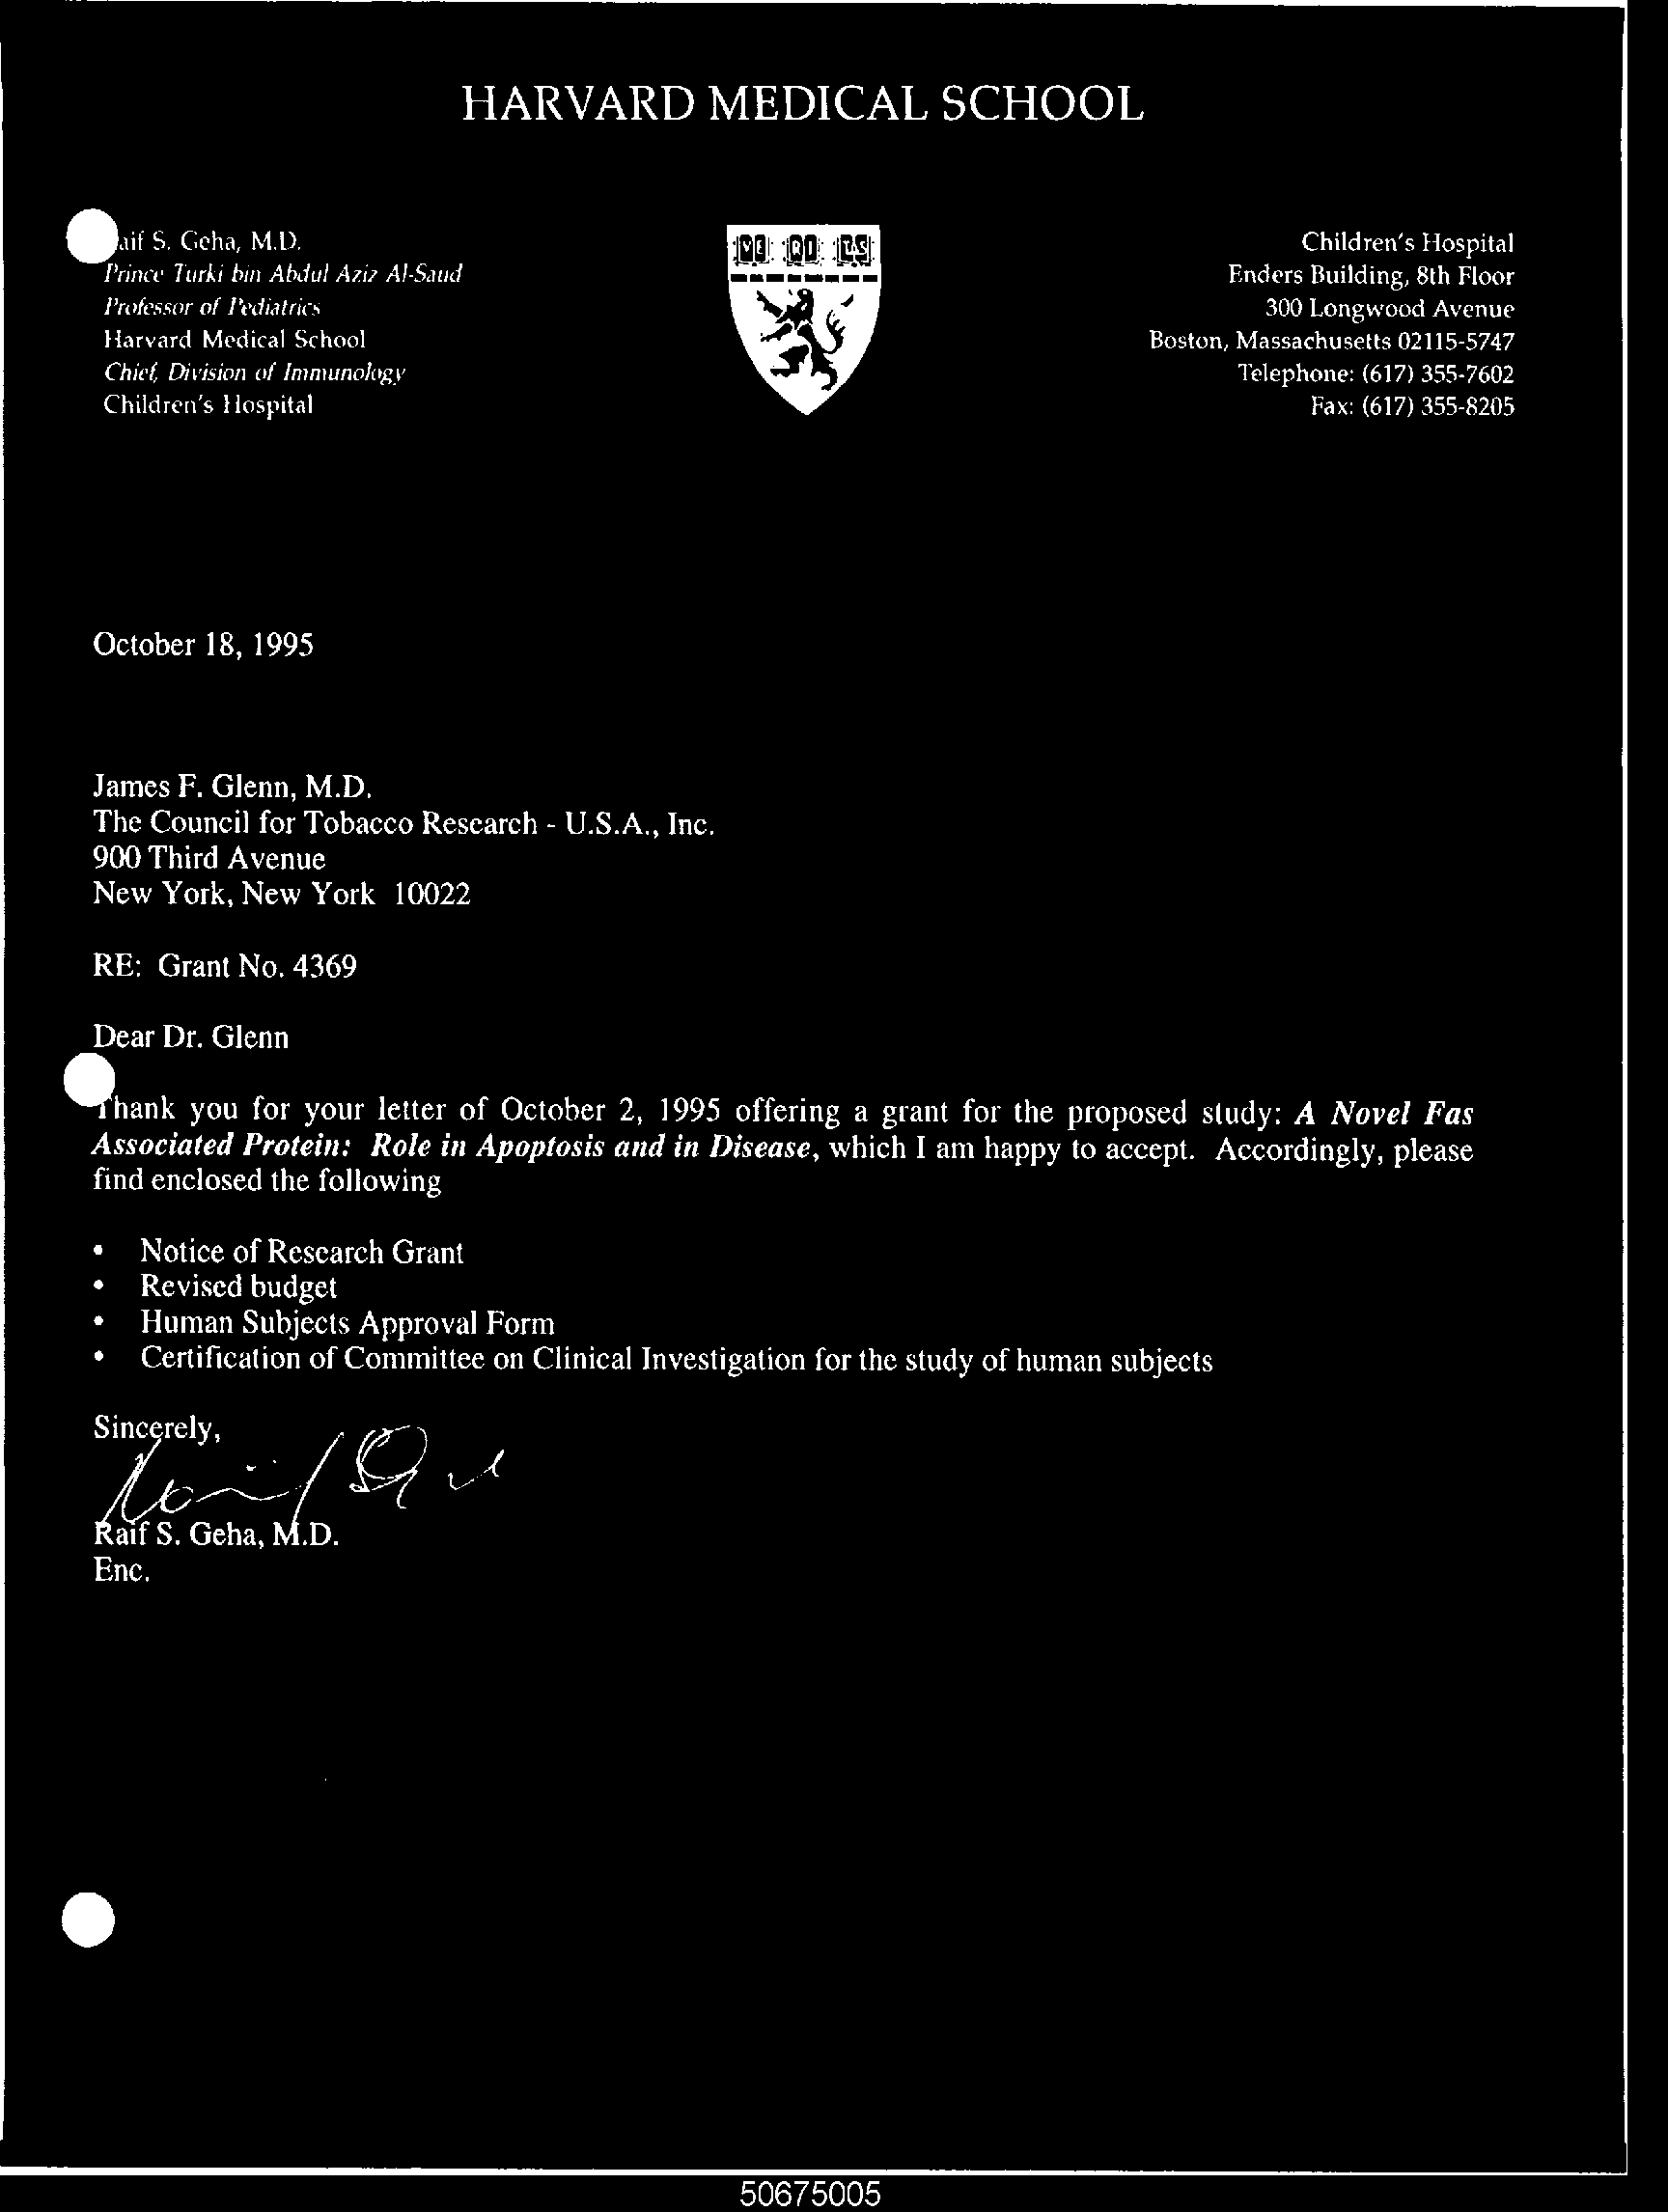 HARVARD MEDICAL SCHOOL
aif S. Geha, M.D.
Prince Turki bin Abdul Aziz Al-Saud
Professor of Pediatrics
Harvard Medical School
Chief, Division of Immunology
Children's Hospital
VE RI TAS
Children's Hospital
Enders Building, 8th Floor
300 Longwood Avenue
Boston, Massachusetts 02115-5747
Telephone: (617) 355-7602
Fax: (617) 355-8205
October 18, 1995
James F. Glenn, M.D.
The Council for Tobacco Research - U.S.A., Inc.
900 Third Avenue
New York, New York 10022
RE: Grant No. 4369
Dear Dr. Glenn
Thank you for your letter of October 2, 1995 offering a grant for the proposed study: A Novel Fas
Associated Protein: Role in Apoptosis and in Disease, which I am happy to accept. Accordingly, please
find enclosed the following
• Notice of Research Grant
• Revised budget
• Human Subjects Approval Form
• Certification of Committee on Clinical Investigation for the study of human subjects
Sincerely,
Raif S. Geha, M.D.
Enc.
50675005